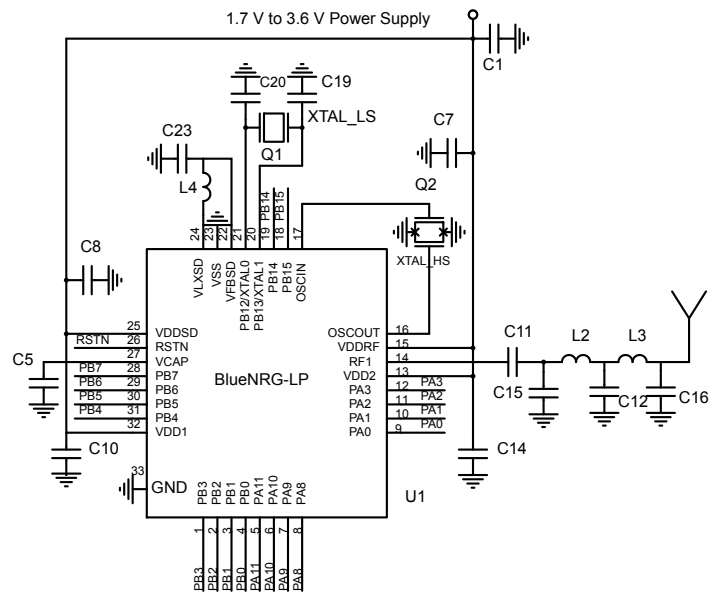 1.7 V to 3.6 V Power Supply
C1
C20
C19
XTAL_LS
C7
C23
Q1
Q2
L4
PB14
PB15
24
23
22
21
20
19
18
17
C8
VLXSD
VSS
VFBSD
PB12/XTAL0
PB13/XTAL1
PB14
PB15
OSCIN
XTAL_HS
25 VDDSD
RSTN 26 RSTN
27 VCAP
PB7 28 PB7
PB6 29 PB6
PB5 30 PB5
PB4 31 PB4
32 VDD1
C5
C10
BlueNRG-LP
OSCOUT 16
VDDRF 15
RF1 14
VDD2 13
PA3 12 PA3
PA2 11 PA2
PA1 10 PA1
PA0 9 PA0
C11
L2
L3
C15
C12
C16
C14
33
GND
U1
PB3
PB2
PB1
PB0
PA11
PA10
PA9
PA8
1
2
3
4
5
6
7
8
PB3
PB2
PB1
PB0
PA11
PA10
PA9
PA8